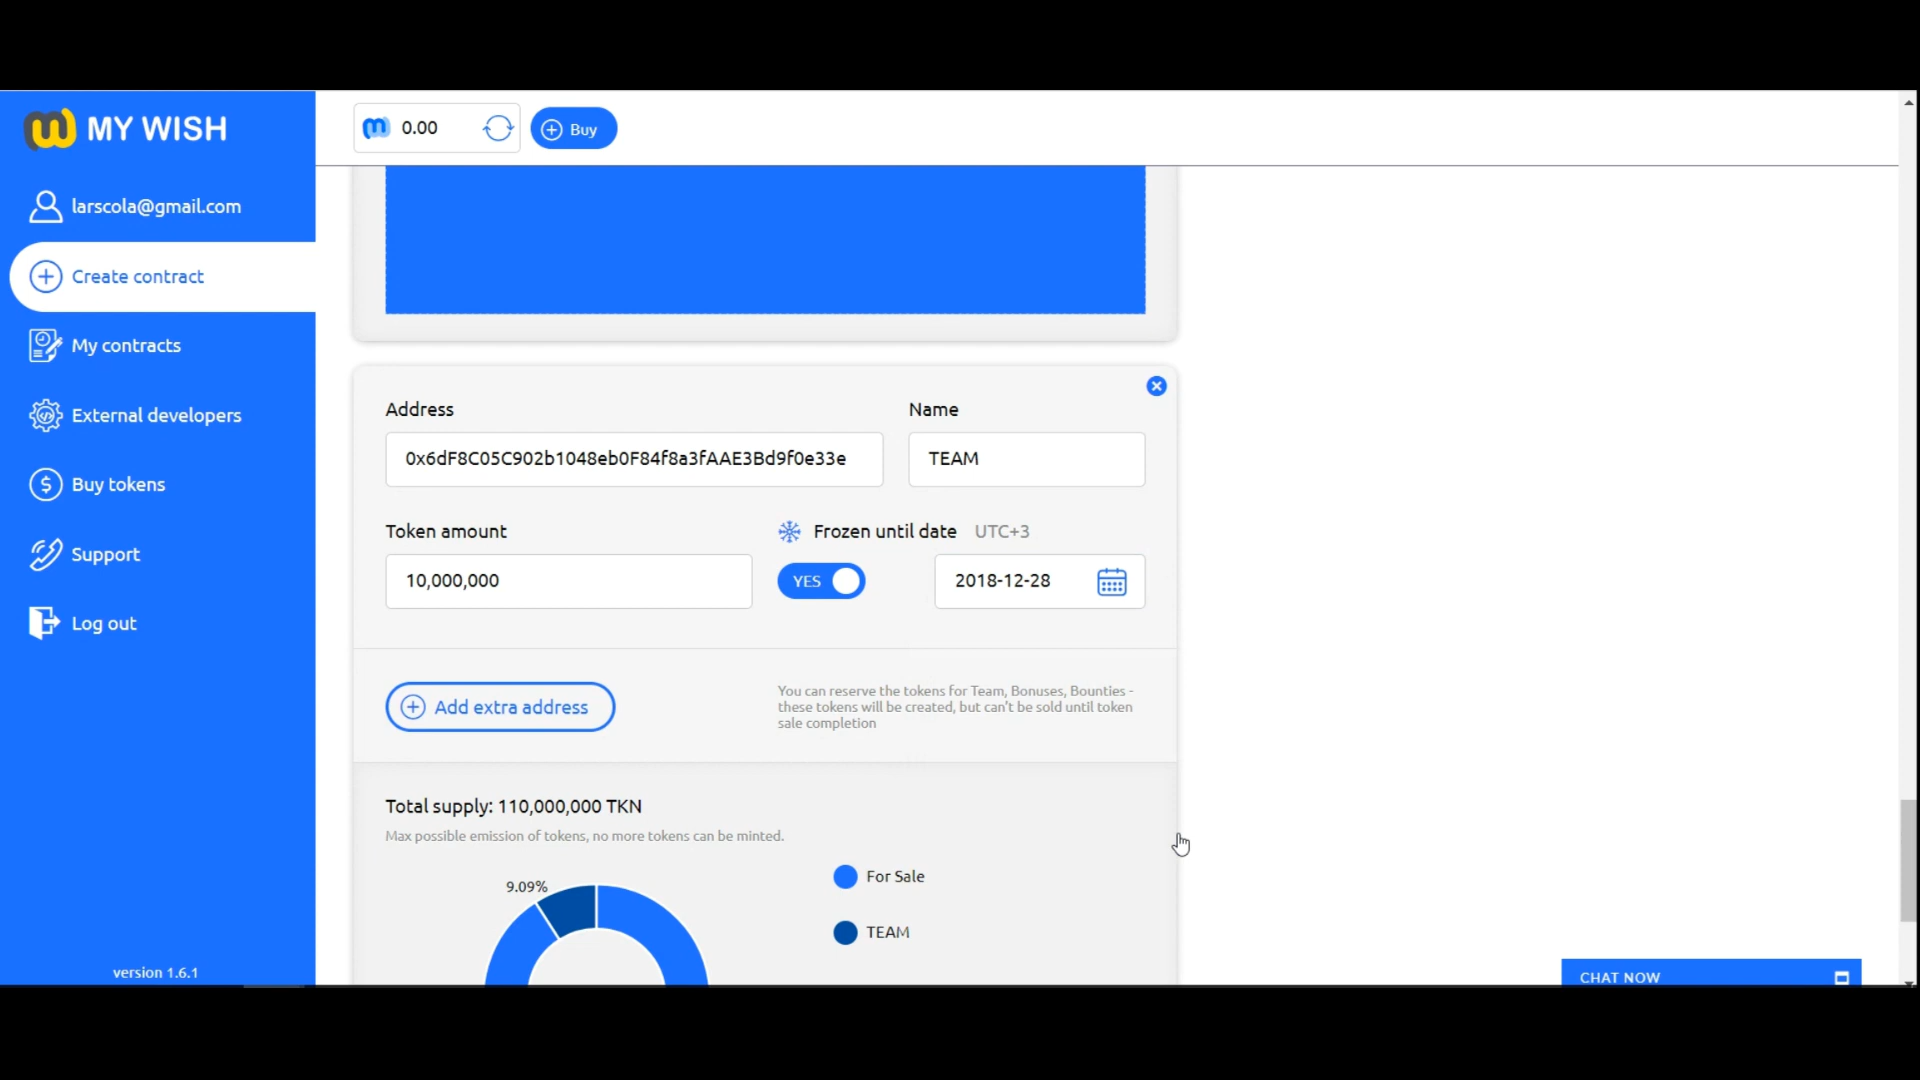 MY WISH
0.00
Buy
larscola@gmail.com
Create contract
My contracts
External developers
Buy tokens
Support
Log out
version 1.6.1
Address
Name
0x6dF8C05C902b1048eb0F84f8a3fAAE3Bd9f0e33e
TEAM
Token amount
Frozen until date UTC+3
10,000,000
YES
2018-12-28
Add extra address
You can reserve the tokens for Team, Bonuses, Bounties -
these tokens will be created, but can't be sold until token
sale completion
Total supply: 110,000,000 TKN
Max possible emission of tokens, no more tokens can be minted.
9.09%
For Sale
TEAM
CHAT NOW